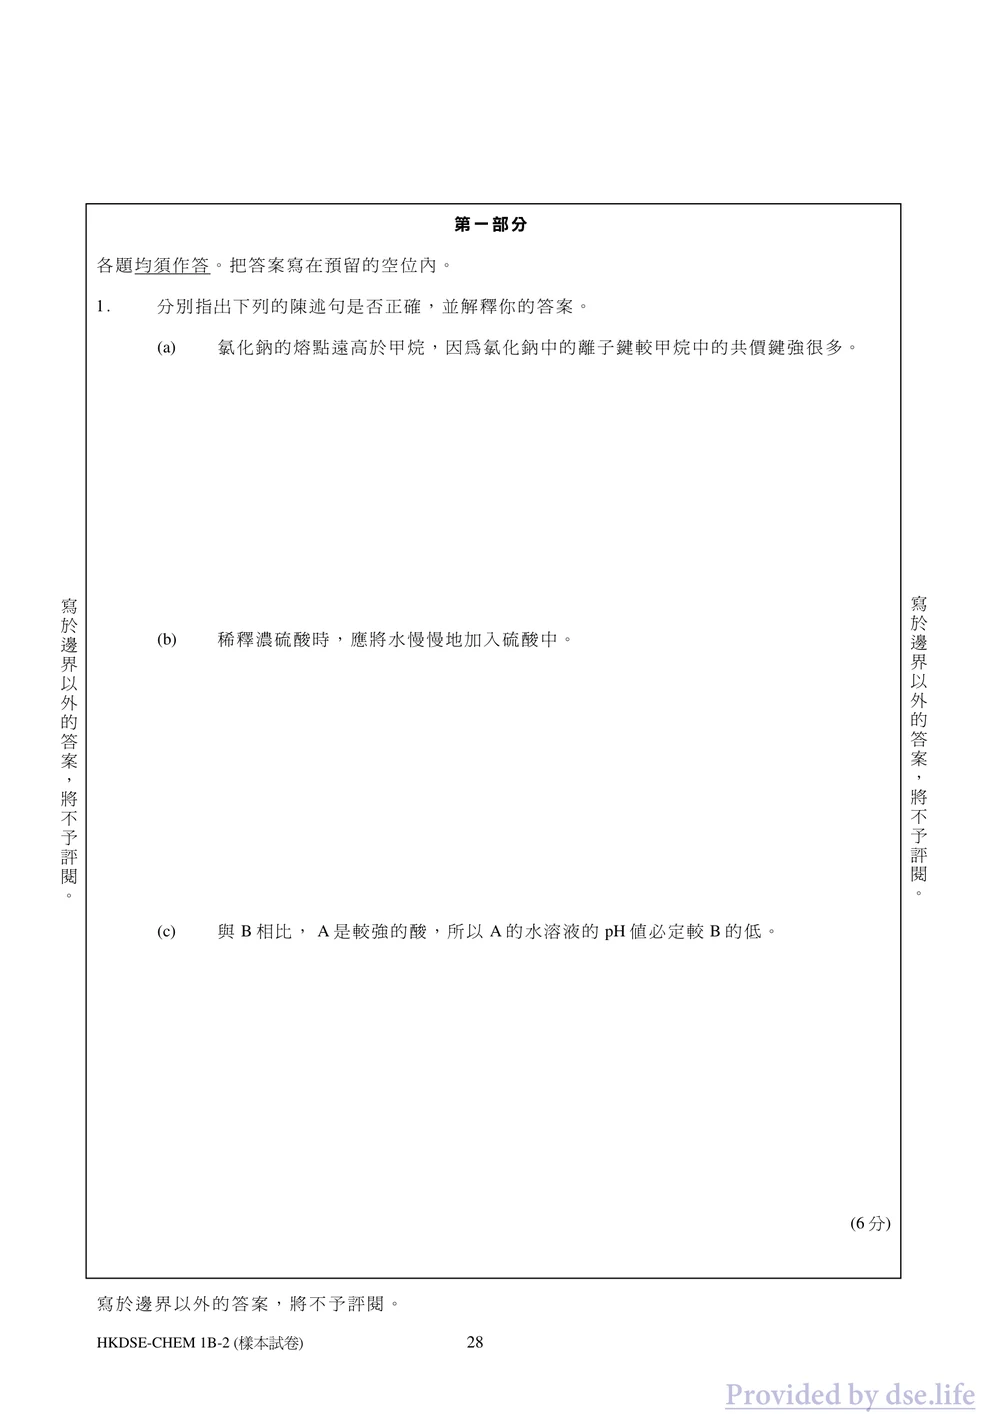 第一部分
各題均須作答。把答案寫在預留的空位內。
1. 分別指出下列的陳述句是否正確，並解釋你的答案。
(a) 氯化鈉的熔點遠高於甲烷，因爲氯化鈉中的離子鍵較甲烷中的共價鍵強很多。
(b) 稀釋濃硫酸時，應將水慢慢地加入硫酸中。
(c) 與 B 相比， A 是較強的酸，所以 A 的水溶液的 pH 值必定較 B 的低。
(6 分)
寫於邊界以外的答案，將不予評閱。
寫於邊界以外的答案，將不予評閱。
寫於邊界以外的答案，將不予評閱。
HKDSE-CHEM 1B-2 (樣本試卷) 28
Provided by dse.life